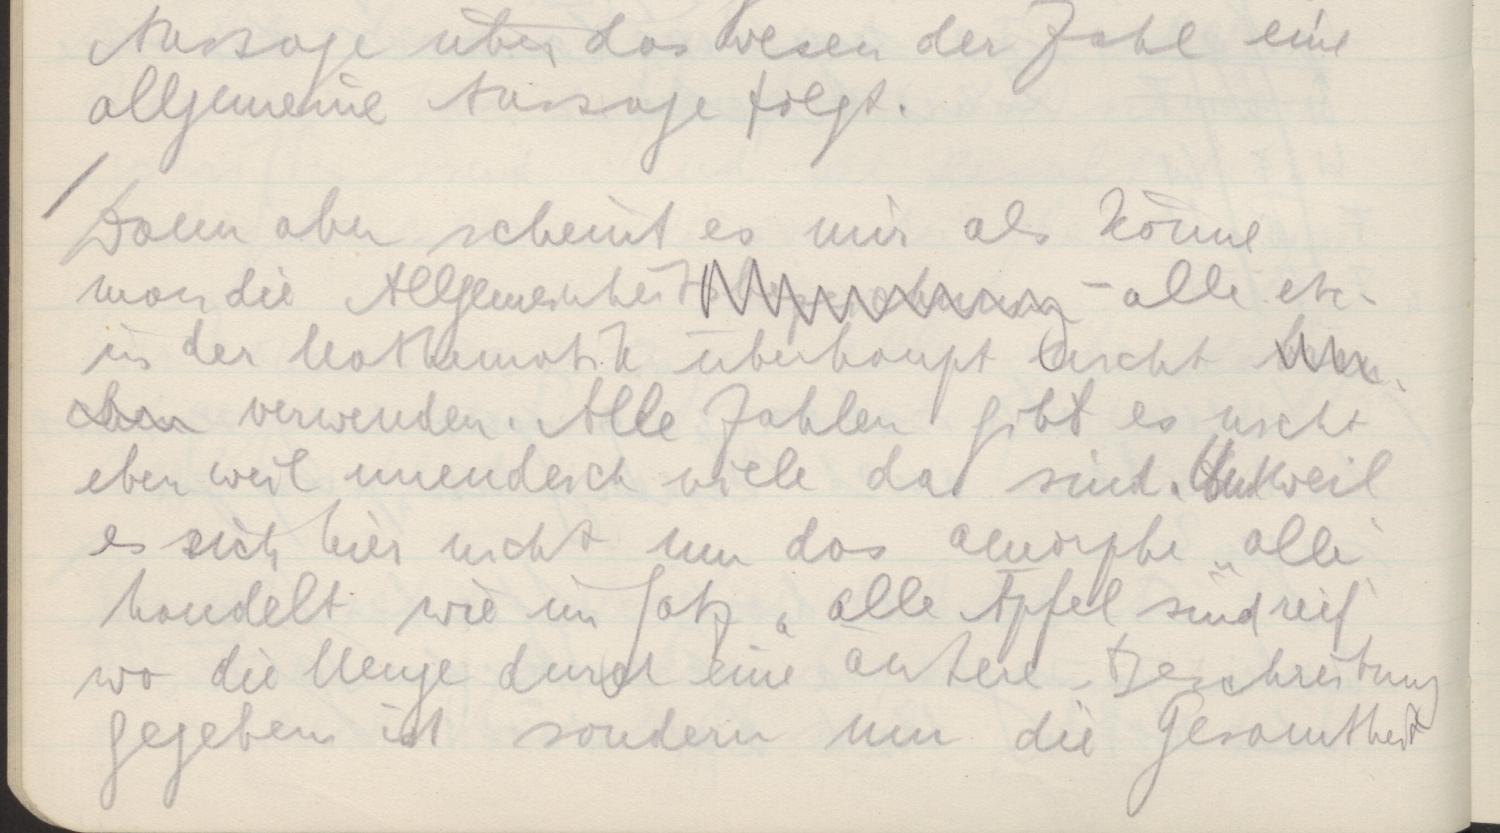 Aussage über das Wesen der Zahl eine
allgemeine Aussage folgt.
/ Dann aber scheint es mir als könne
man die Allgemeinheit – alle etc.
in der Mathematik überhaupt nicht
verwenden. Alle Zahlen gibt es nicht
eben weil unendlich viele da sind. Und weil
es sich hier nicht um das amorphe „alle“
handelt wie im Satz „alle Äpfel sind reif“
wo die Menge durch eine äußere Beschreibung
gegeben ist sondern um die Gesamtheit